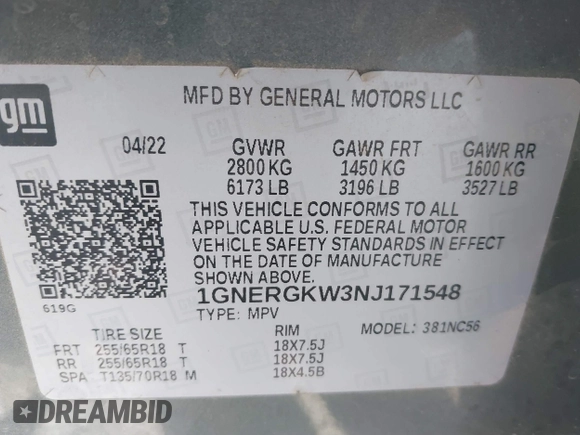 gm
MFD BY GENERAL MOTORS LLC
04/22 GVWR GAWR FRT GAWR RR
2800 KG 1450 KG 1600 KG
6173 LB 3196 LB 3527 LB
THIS VEHICLE CONFORMS TO ALL
APPLICABLE U.S. FEDERAL MOTOR
VEHICLE SAFETY STANDARDS IN EFFECT
ON THE DATE OF MANUFACTURE
SHOWN ABOVE.
619G
1GNERGKW3NJ171548
TYPE: MPV MODEL: 381NC56
TIRE SIZE RIM
FRT 255/65R18 T 18X7.5J
RR 255/65R18 T 18X7.5J
SPA T135/70R18 M 18X4.5B
DREAMBID